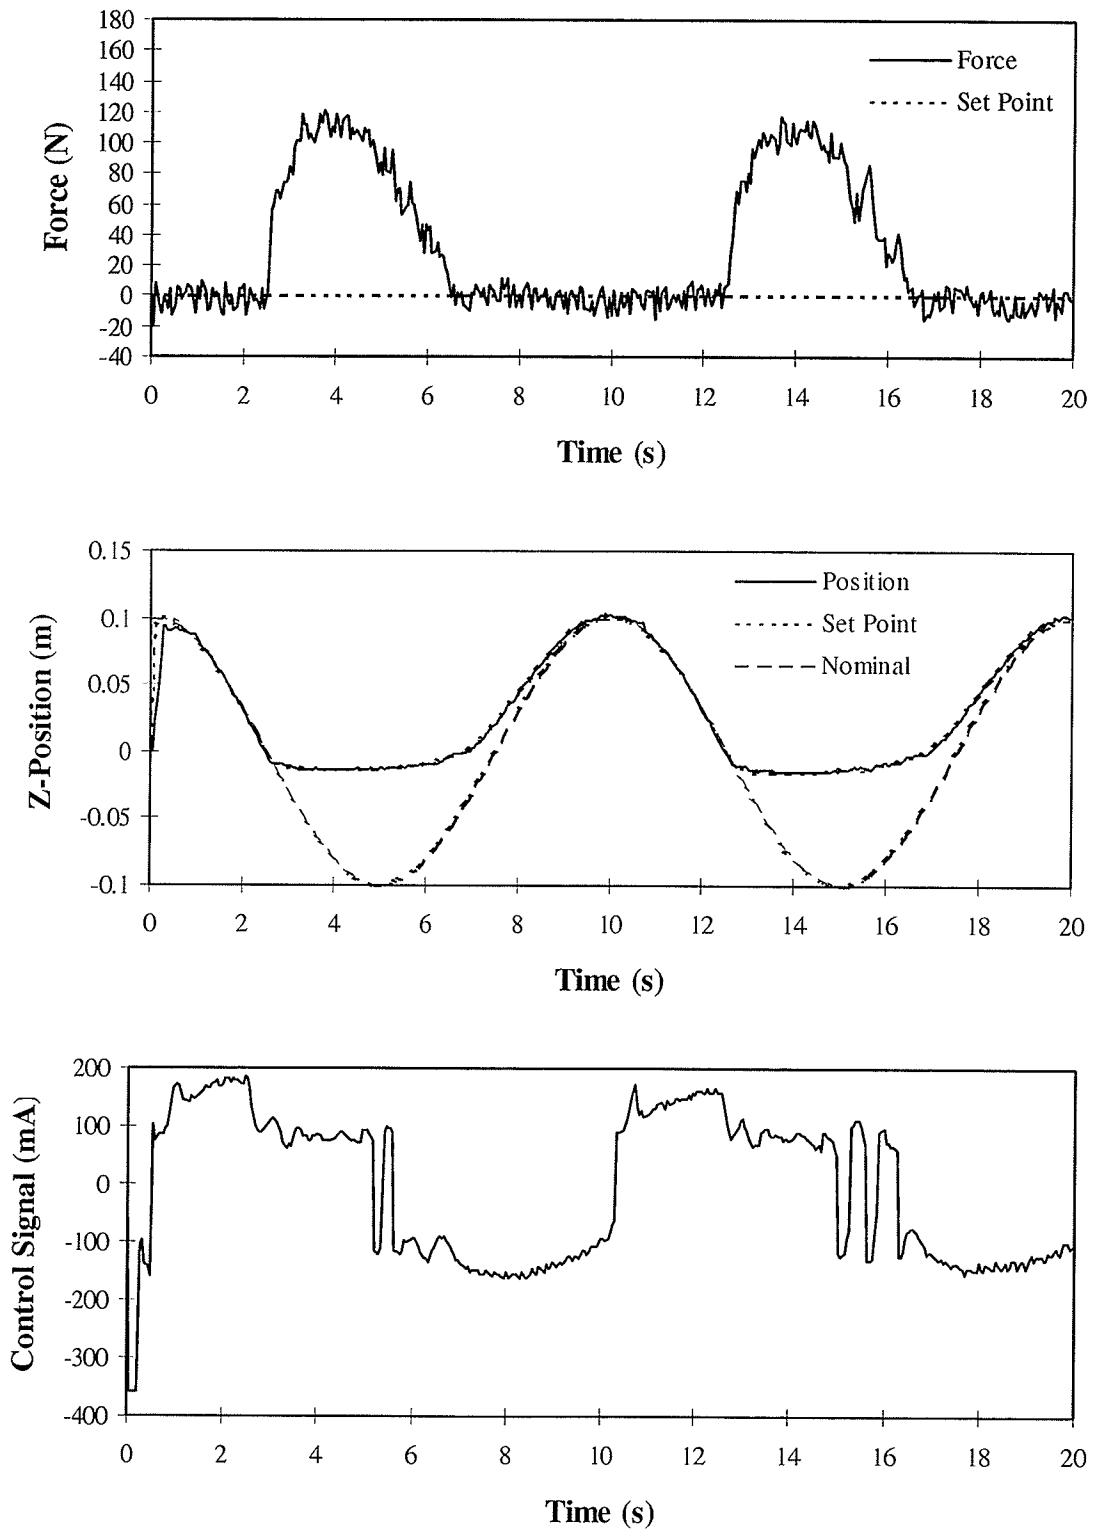 180
160
140
120
100
80
60
40
20
0
-20
-40
Force (N)
Force
Set Point
0 2 4 6 8 10 12 14 16 18 20
Time (s)
0.15
0.1
0.05
0
-0.05
-0.1
Z-Position (m)
Position
Set Point
Nominal
0 2 4 6 8 10 12 14 16 18 20
Time (s)
200
100
0
-100
-200
-300
-400
Control Signal (mA)
0 2 4 6 8 10 12 14 16 18 20
Time (s)